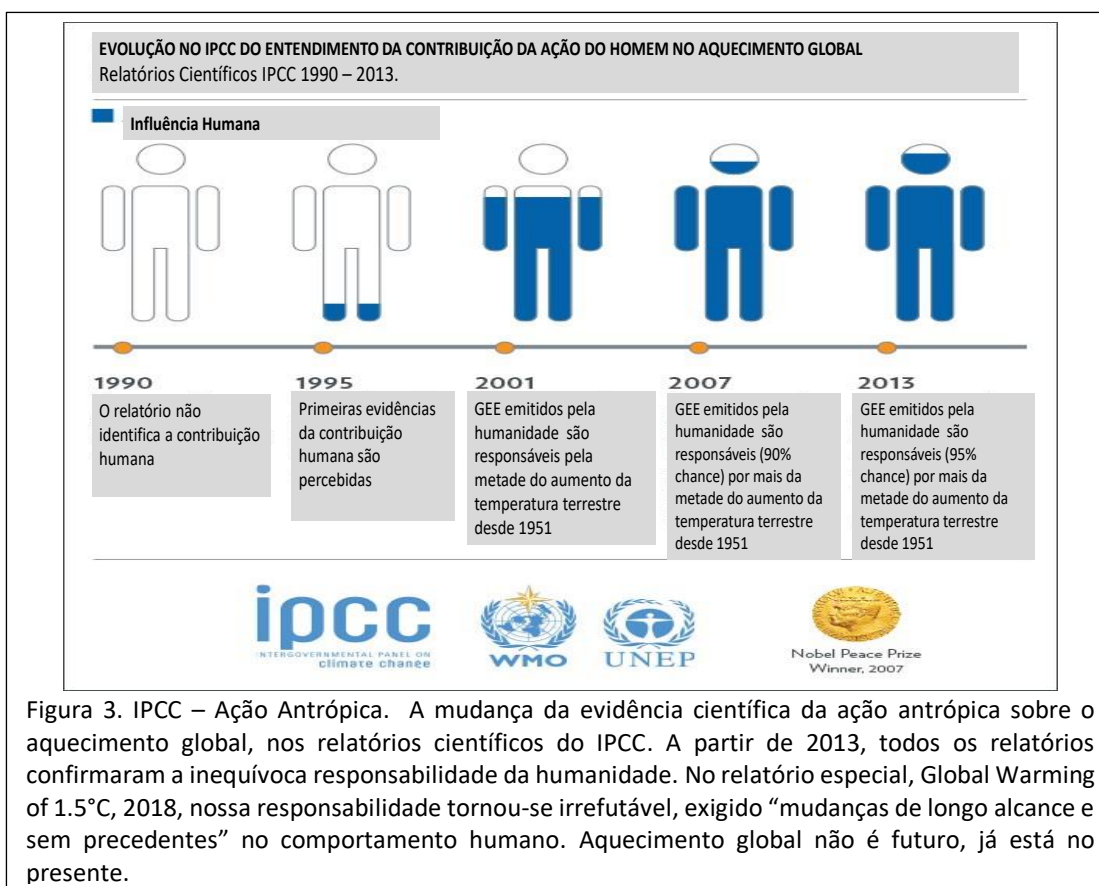 EVOLUÇÃO NO IPCC DO ENTENDIMENTO DA CONTRIBUIÇÃO DA AÇÃO DO HOMEM NO AQUECIMENTO GLOBAL
Relatórios Científicos IPCC 1990 – 2013.
Influência Humana
1990
O relatório não
identifica a contribuição
humana
1995
Primeiras evidências
da contribuição
humana são
percebidas
2001
GEE emitidos pela
humanidade são
responsáveis pela
metade do aumento da
temperatura terrestre
desde 1951
2007
GEE emitidos pela
humanidade são
responsáveis (90%
chance) por mais da
metade do aumento da
temperatura terrestre
desde 1951
2013
GEE emitidos pela
humanidade são
responsáveis (95%
chance) por mais da
metade do aumento da
temperatura terrestre
desde 1951
ipcc
INTERGOVERNMENTAL PANEL ON
climate change
WMO
UNEP
Nobel Peace Prize
Winner, 2007
Figura 3. IPCC – Ação Antrópica. A mudança da evidência científica da ação antrópica sobre o
aquecimento global, nos relatórios científicos do IPCC. A partir de 2013, todos os relatórios
confirmaram a inequívoca responsabilidade da humanidade. No relatório especial, Global Warming
of 1.5°C, 2018, nossa responsabilidade tornou-se irrefutável, exigido “mudanças de longo alcance e
sem precedentes” no comportamento humano. Aquecimento global não é futuro, já está no
presente.